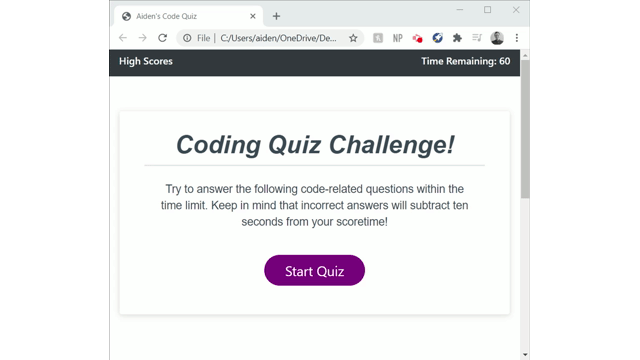 Aiden's Code Quiz
File | C:/Users/aiden/OneDrive/De...
NP
High Scores
Time Remaining: 60
Coding Quiz Challenge!
Try to answer the following code-related questions within the
time limit. Keep in mind that incorrect answers will subtract ten
seconds from your scoretime!
Start Quiz